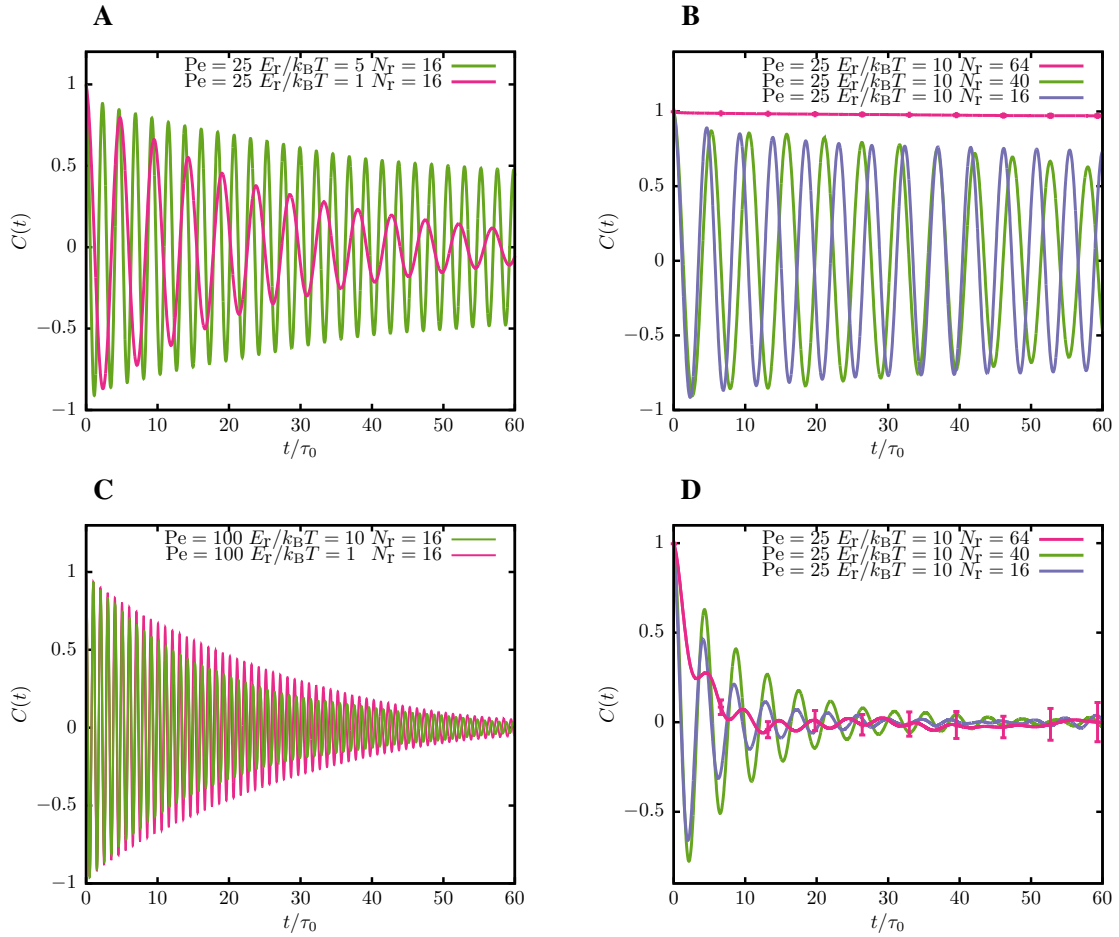 A
Pe = 25 E_r/k_BT = 5 N_r = 16
Pe = 25 E_r/k_BT = 1 N_r = 16
1
0.5
0
−0.5
−1
C(t)
0 10 20 30 40 50 60
t/τ_0
B
Pe = 25 E_r/k_BT = 10 N_r = 64
Pe = 25 E_r/k_BT = 10 N_r = 40
Pe = 25 E_r/k_BT = 10 N_r = 16
1
0.5
0
−0.5
−1
C(t)
0 10 20 30 40 50 60
t/τ_0
C
Pe = 100 E_r/k_BT = 10 N_r = 16
Pe = 100 E_r/k_BT = 1 N_r = 16
1
0.5
0
−0.5
−1
C(t)
0 10 20 30 40 50 60
t/τ_0
D
Pe = 25 E_r/k_BT = 10 N_r = 64
Pe = 25 E_r/k_BT = 10 N_r = 40
Pe = 25 E_r/k_BT = 10 N_r = 16
1
0.5
0
−0.5
C(t)
0 10 20 30 40 50 60
t/τ_0